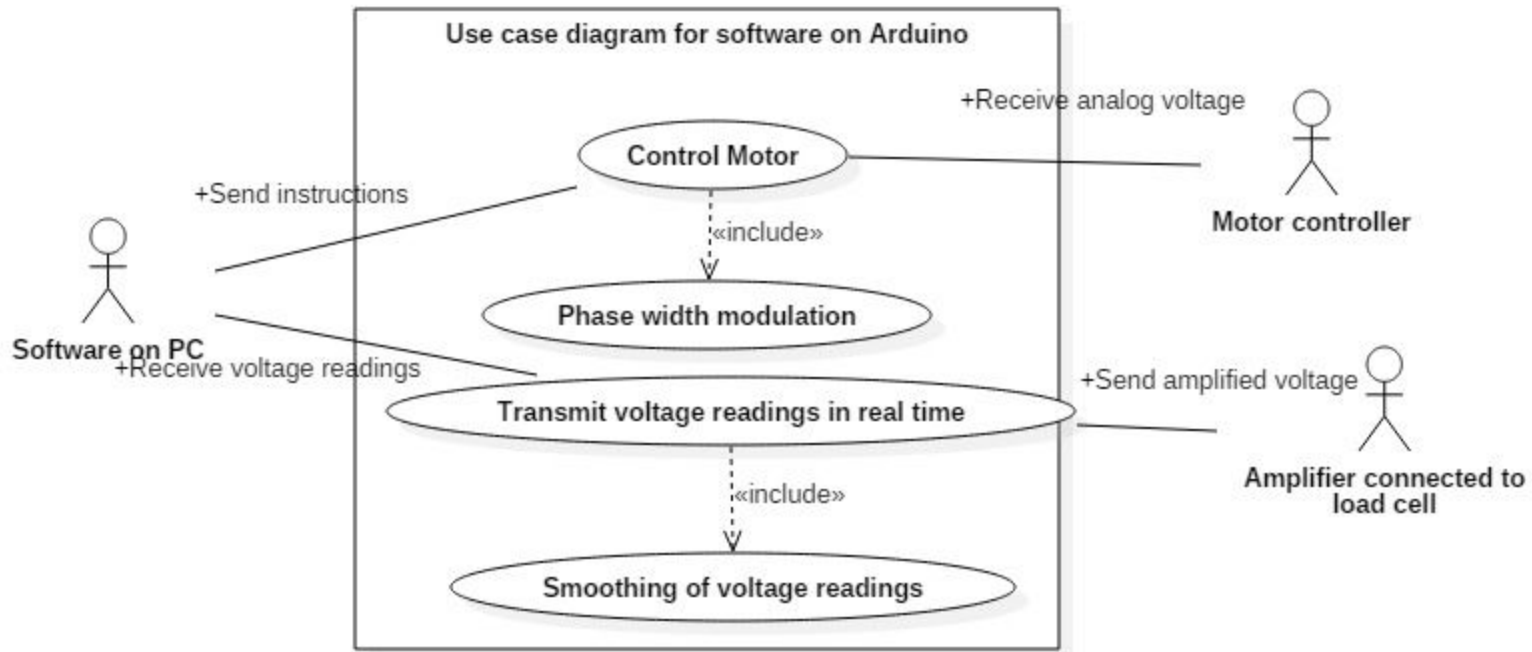 Use case diagram for software on Arduino
+Receive analog voltage
Control Motor
+Send instructions
Motor controller
«include»
Phase width modulation
Software on PC
+Receive voltage readings
+Send amplified voltage
Transmit voltage readings in real time
Amplifier connected to
load cell
«include»
Smoothing of voltage readings